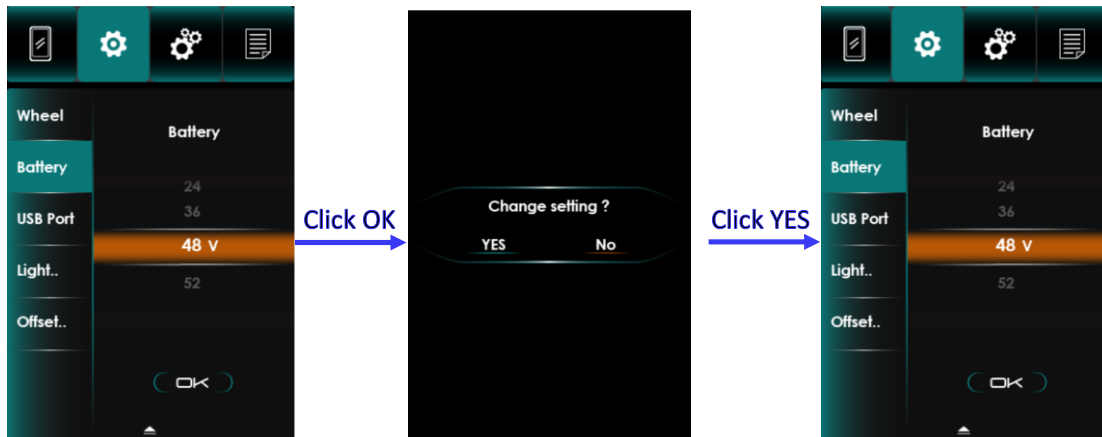 Wheel
Battery
Battery
24
USB Port
36
48 V
Light..
52
Offset..
OK
Click OK
Change setting ?
YES No
Click YES
Wheel
Battery
Battery
24
USB Port
36
48 V
Light..
52
Offset..
OK